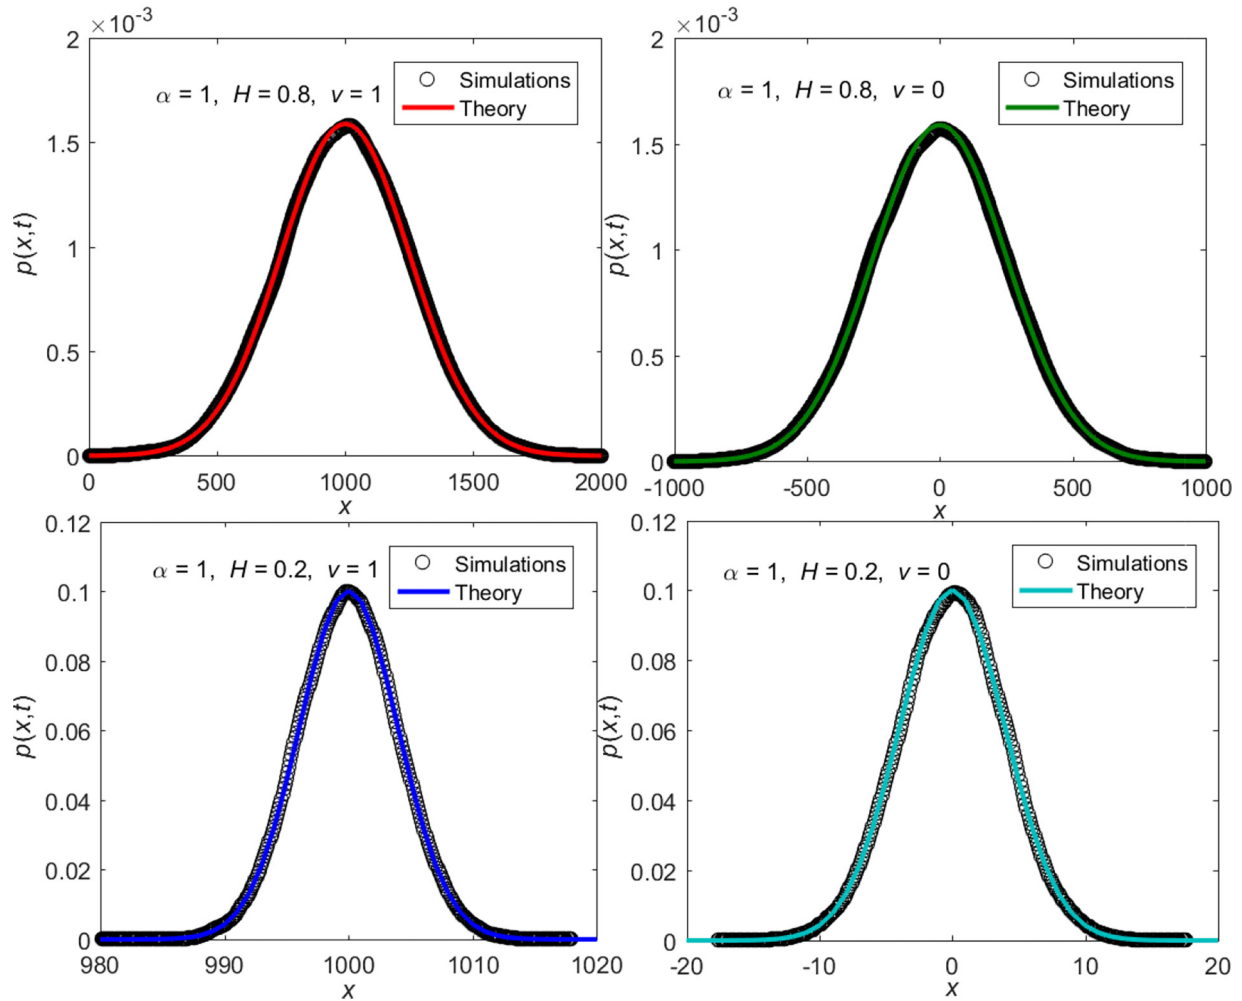 ×10⁻³
2
1.5
1
0.5
0
p(x,t)
α = 1, H = 0.8, v = 1
Simulations
Theory
0 500 1000 1500 2000
x
×10⁻³
2
1.5
1
0.5
0
p(x,t)
α = 1, H = 0.8, v = 0
Simulations
Theory
-1000 -500 0 500 1000
x
0.12
0.1
0.08
0.06
0.04
0.02
0
p(x,t)
α = 1, H = 0.2, v = 1
Simulations
Theory
980 990 1000 1010 1020
x
0.12
0.1
0.08
0.06
0.04
0.02
0
p(x,t)
α = 1, H = 0.2, v = 0
Simulations
Theory
-20 -10 0 10 20
x